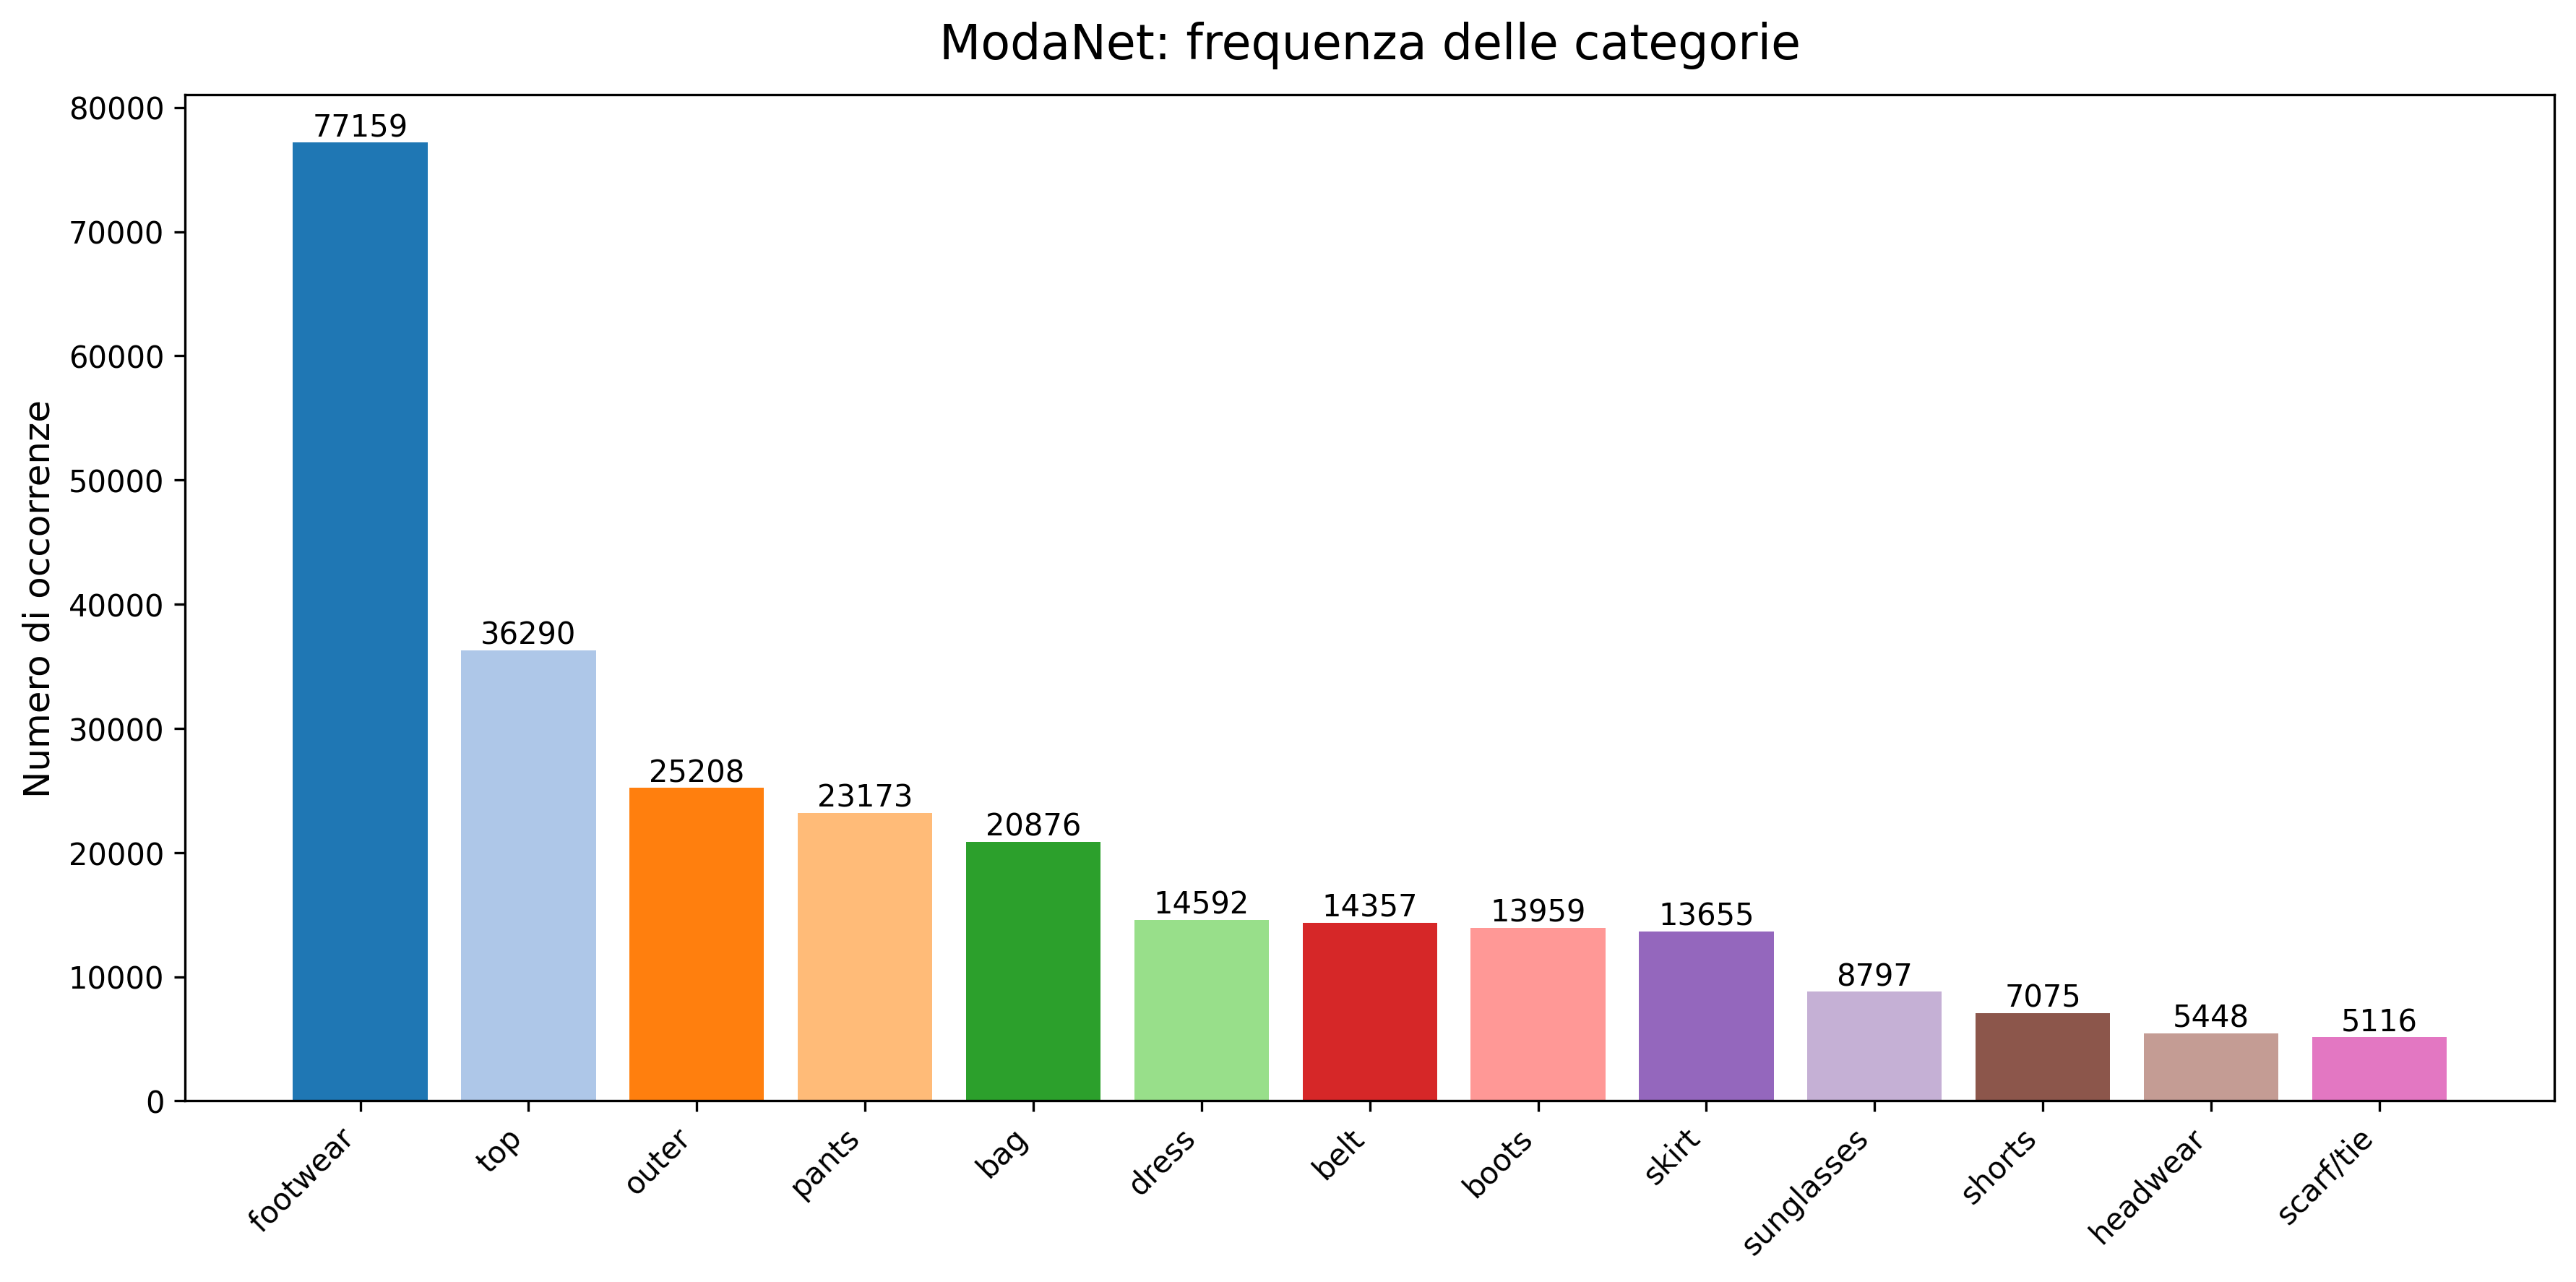 ModaNet: frequenza delle categorie
Numero di occorrenze
80000
70000
60000
50000
40000
30000
20000
10000
0
77159
36290
25208
23173
20876
14592
14357
13959
13655
8797
7075
5448
5116
footwear
top
outer
pants
bag
dress
belt
boots
skirt
sunglasses
shorts
headwear
scarf/tie